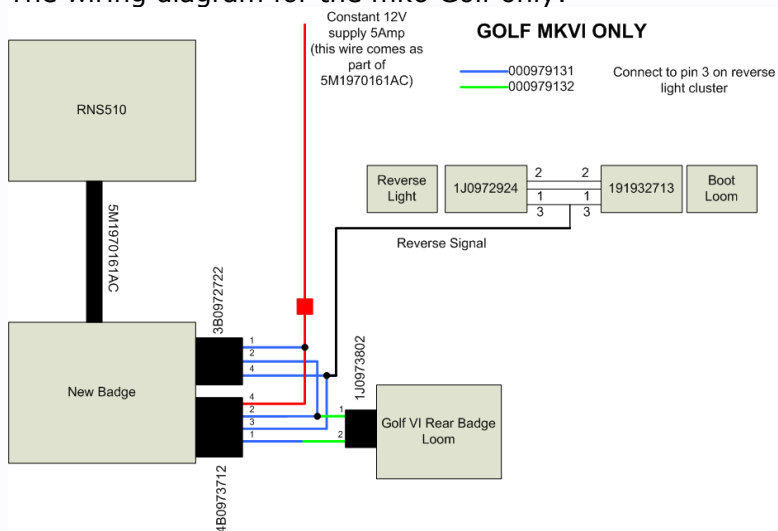 The wiring diagram for the mk6 Golf only:
Constant 12V
supply 5Amp
(this wire comes as
part of
5M1970161AC)
GOLF MKVI ONLY
000979131
000979132
Connect to pin 3 on reverse
light cluster
RNS510
5M1970161AC
Reverse
Light
1J0972924
2
2
1
1
3
3
191932713
Boot
Loom
Reverse Signal
3B0972722
1
2
4
New Badge
4
2
3
1
4B0973712
1J0973802
1
2
Golf VI Rear Badge
Loom